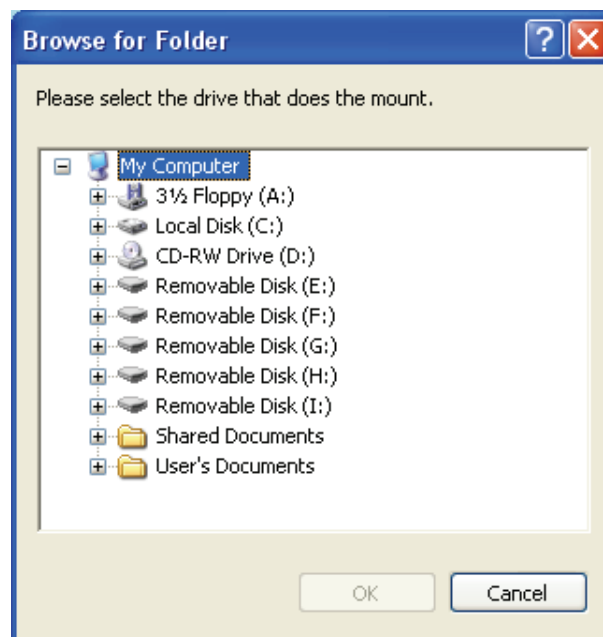 Browse for Folder
Please select the drive that does the mount.
My Computer
3½ Floppy (A:)
Local Disk (C:)
CD-RW Drive (D:)
Removable Disk (E:)
Removable Disk (F:)
Removable Disk (G:)
Removable Disk (H:)
Removable Disk (I:)
Shared Documents
User's Documents
OK Cancel